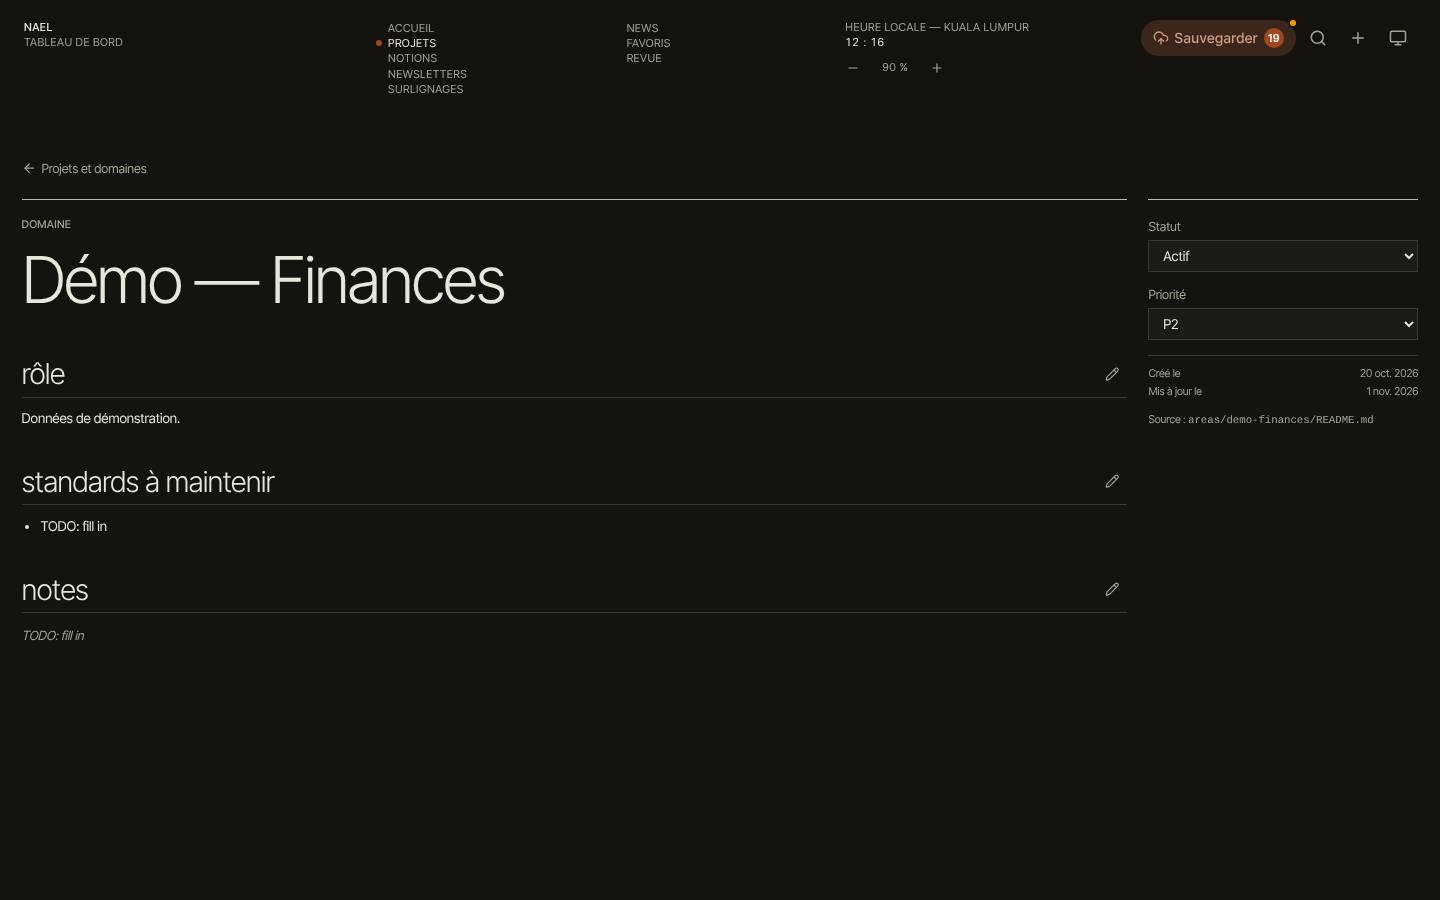 NAEL
TABLEAU DE BORD
ACCUEIL
PROJETS
NOTIONS
NEWSLETTERS
SURLIGNAGES
NEWS
FAVORIS
REVUE
HEURE LOCALE — KUALA LUMPUR
12 : 16
90 %
Sauvegarder 19
Projets et domaines
DOMAINE
Démo — Finances
rôle
Données de démonstration.
standards à maintenir
• TODO: fill in
notes
TODO: fill in
Statut
Actif
Priorité
P2
Créé le 20 oct. 2026
Mis à jour le 1 nov. 2026
Source : areas/demo-finances/README.md